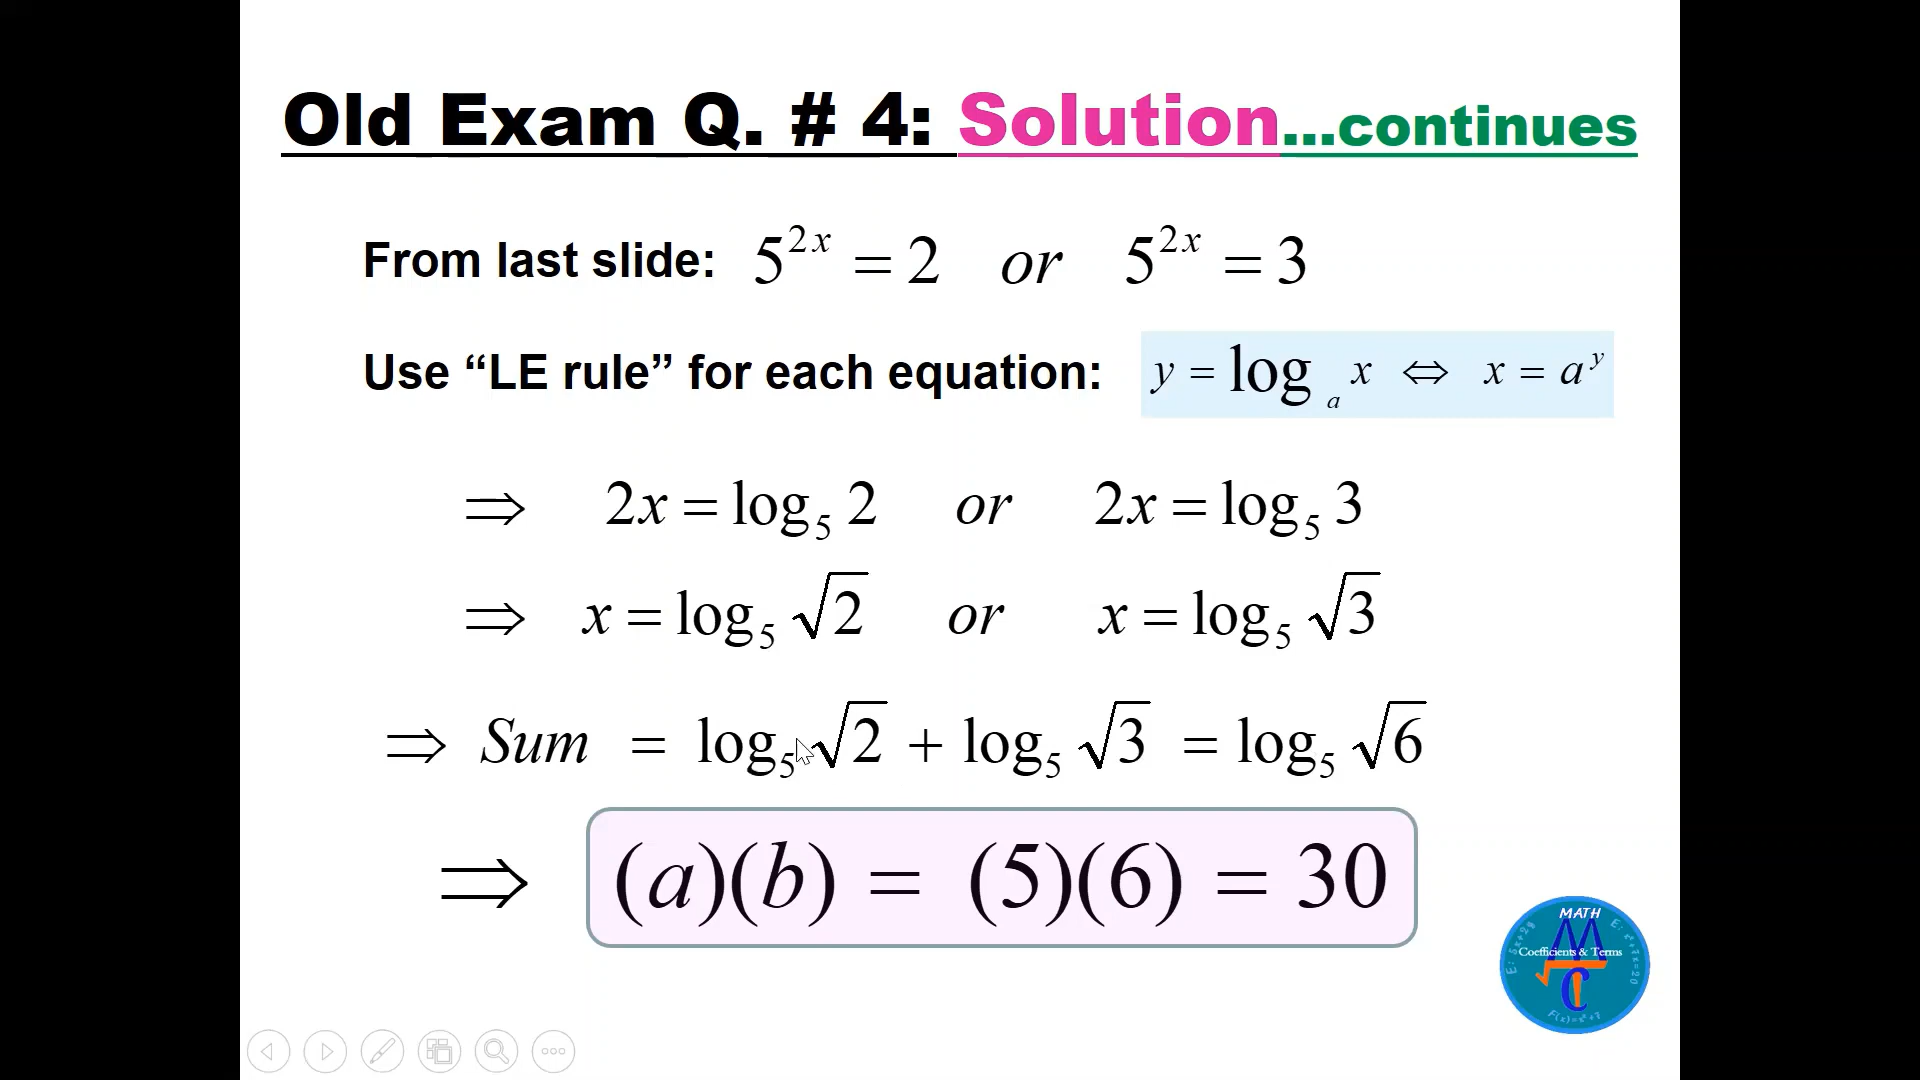 Old Exam Q. # 4: Solution...continues
From last slide: 5^{2x} = 2 or 5^{2x} = 3
Use “LE rule” for each equation: y = log_a x ⇔ x = a^y
⇒ 2x = log_5 2 or 2x = log_5 3
⇒ x = log_5 √2 or x = log_5 √3
⇒ Sum = log_5 √2 + log_5 √3 = log_5 √6
⇒ (a)(b) = (5)(6) = 30
MATH
Coefficients & Terms